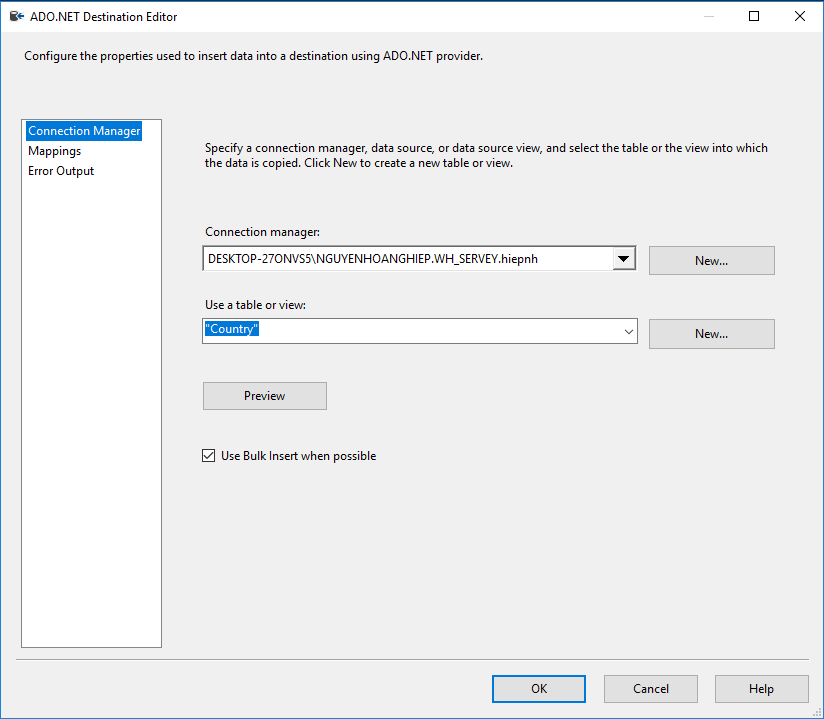 ADO.NET Destination Editor
Configure the properties used to insert data into a destination using ADO.NET provider.
Connection Manager
Mappings
Error Output
Specify a connection manager, data source, or data source view, and select the table or the view into which
the data is copied. Click New to create a new table or view.
Connection manager:
DESKTOP-27ONVS5\NGUYENHOANGHIEP.WH_SERVEY.hiepnh
New...
Use a table or view:
"Country"
New...
Preview
Use Bulk Insert when possible
OK
Cancel
Help